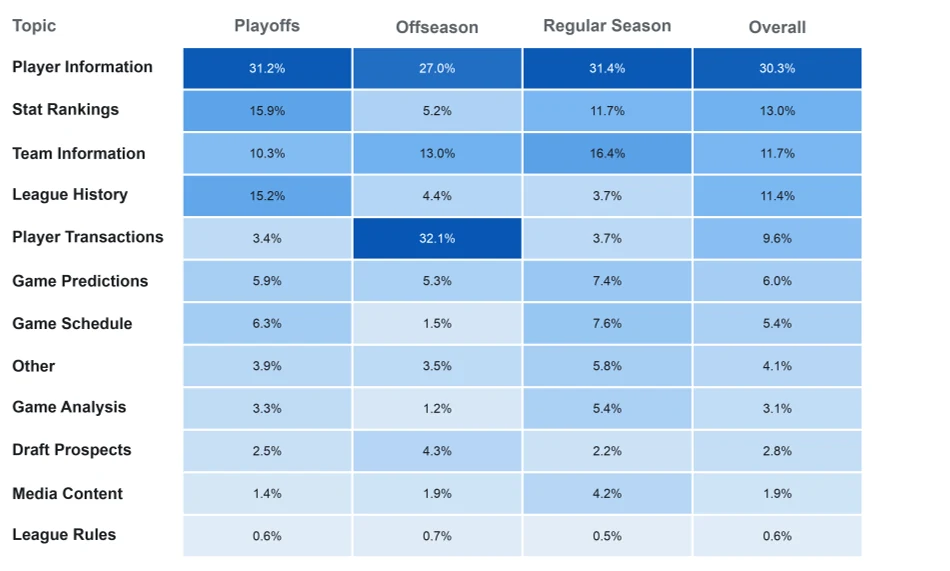 Topic Playoffs Offseason Regular Season Overall
Player Information 31.2% 27.0% 31.4% 30.3%
Stat Rankings 15.9% 5.2% 11.7% 13.0%
Team Information 10.3% 13.0% 16.4% 11.7%
League History 15.2% 4.4% 3.7% 11.4%
Player Transactions 3.4% 32.1% 3.7% 9.6%
Game Predictions 5.9% 5.3% 7.4% 6.0%
Game Schedule 6.3% 1.5% 7.6% 5.4%
Other 3.9% 3.5% 5.8% 4.1%
Game Analysis 3.3% 1.2% 5.4% 3.1%
Draft Prospects 2.5% 4.3% 2.2% 2.8%
Media Content 1.4% 1.9% 4.2% 1.9%
League Rules 0.6% 0.7% 0.5% 0.6%